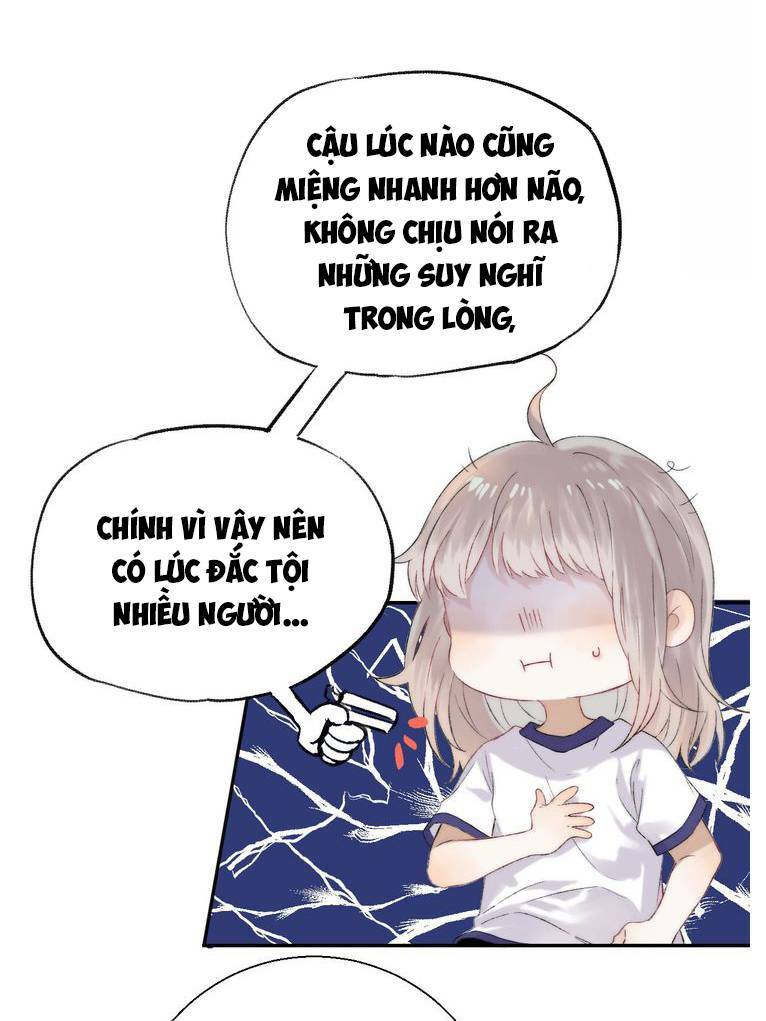 CẬU LÚC NÀO CŨNG
MIỆNG NHANH HƠN NÃO,
KHÔNG CHỊU NÓI RA
NHỮNG SUY NGHĨ
TRONG LÒNG,
CHÍNH VÌ VẬY NÊN
CÓ LÚC ĐẮC TỘI
NHIỀU NGƯỜI...